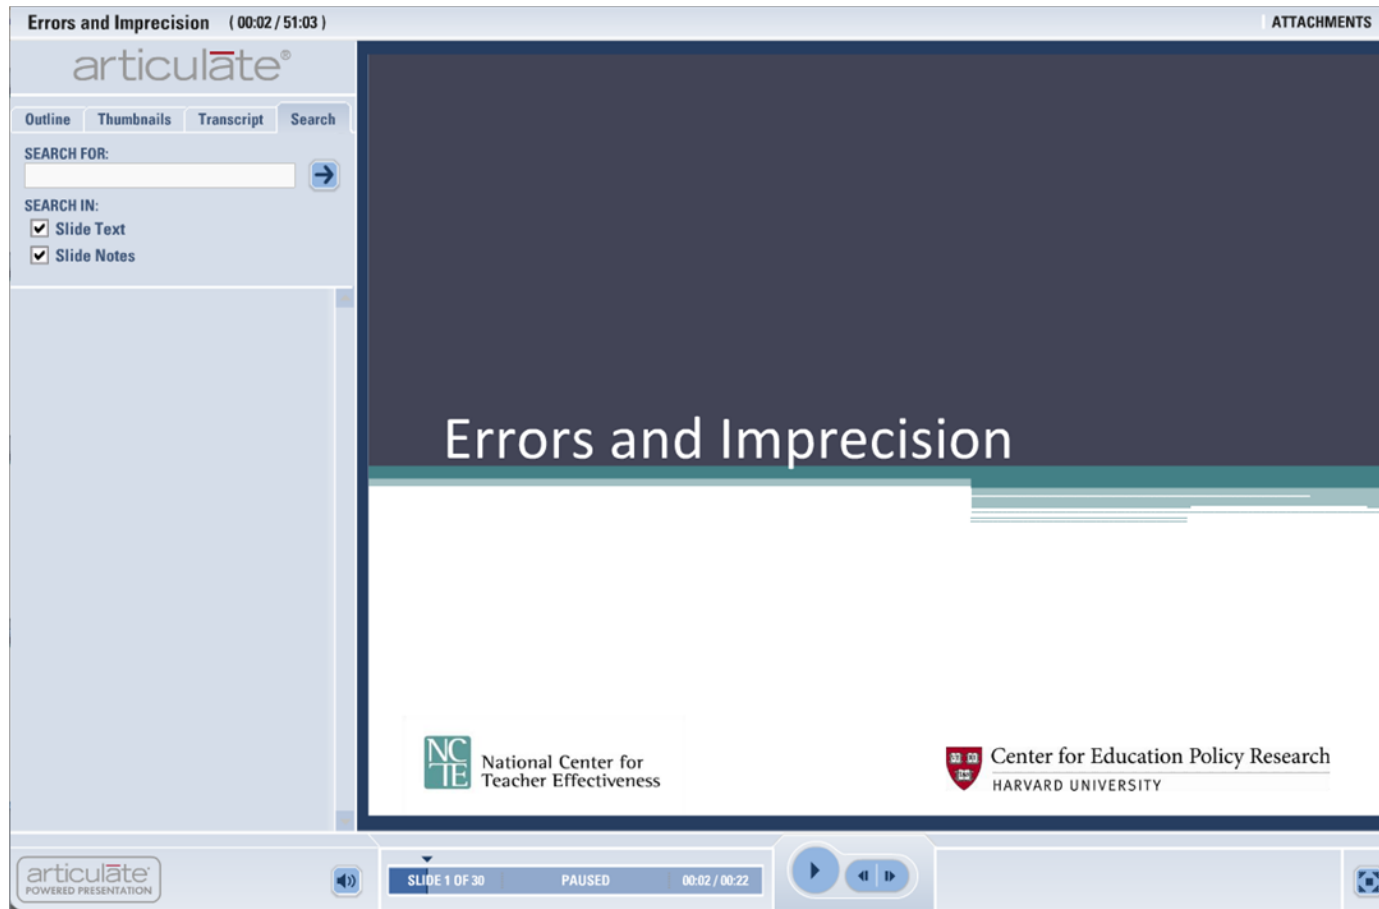 Errors and Imprecision ( 00:02 / 51:03 )
ATTACHMENTS
articulāte®
Outline Thumbnails Transcript Search
SEARCH FOR:
SEARCH IN:
Slide Text
Slide Notes
Errors and Imprecision
NC
TE
National Center for
Teacher Effectiveness
Center for Education Policy Research
HARVARD UNIVERSITY
articulāte
POWERED PRESENTATION
SLIDE 1 OF 30 PAUSED 00:02 / 00:22